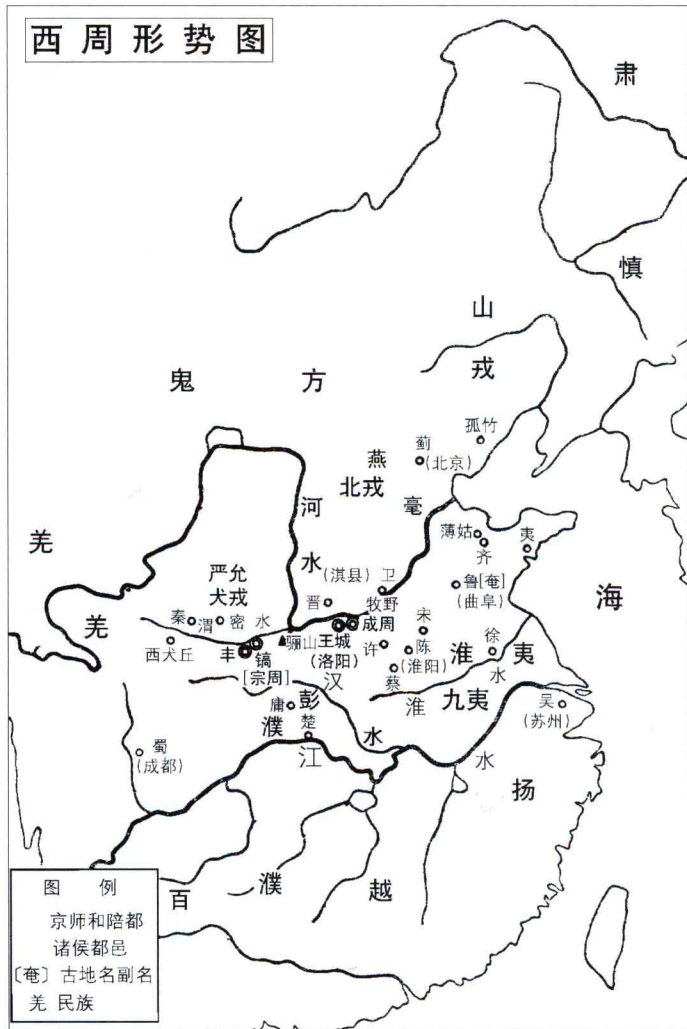 西周形势图
肃
慎
山
戎
鬼方
孤竹
蓟
(北京)
燕
北戎
亳
河
水
薄姑
齐
夷
羌
羌
严允
犬戎
(淇县)卫
鲁[奄]
(曲阜)
海
晋
牧野
秦
渭
密
水
骊山
王城
(洛阳)
成周
宋
西犬丘
丰
镐
[宗周]
许
陈
(淮阳)
蔡
淮夷
徐
水
淮
九夷
汉
水
庸
彭
濮
楚
江
水
吴
(苏州)
蜀
(成都)
扬
百濮
越
图例
京师和陪都
诸侯都邑
〔奄〕古地名副名
羌 民族